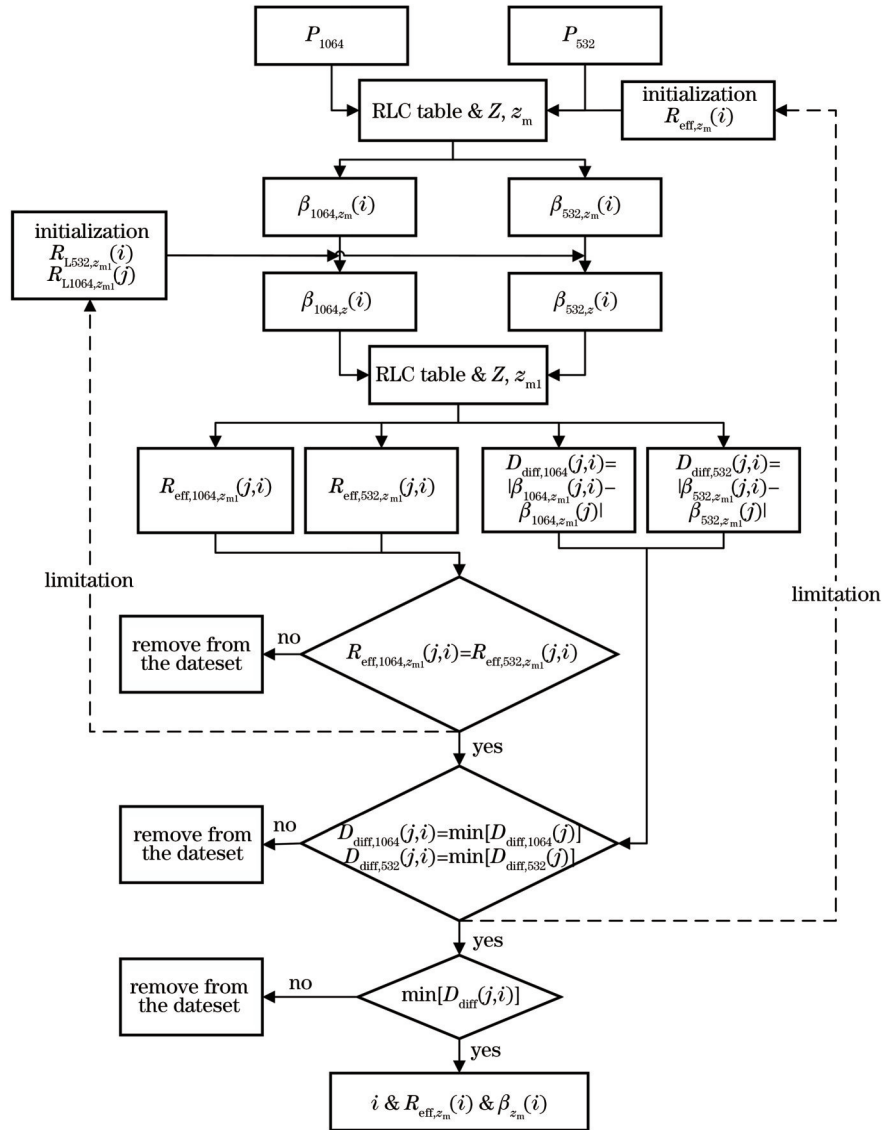 P1064
P532
RLC table & Z, zm
initialization
Reff,zm(i)
β1064,zm(i)
β532,zm(i)
initialization
RL532,zm1(i)
RL1064,zm1(j)
β1064,z(i)
β532,z(i)
RLC table & Z, zm1
Reff,1064,zm1(j,i)
Reff,532,zm1(j,i)
Ddiff,1064(j,i)=
|β1064,zm1(j,i)−
β1064,zm1(j)|
Ddiff,532(j,i)=
|β532,zm1(j,i)−
β532,zm1(j)|
limitation
limitation
remove from
the dateset
no
Reff,1064,zm1(j,i)=Reff,532,zm1(j,i)
yes
remove from
the dateset
no
Ddiff,1064(j,i)=min[Ddiff,1064(j)]
Ddiff,532(j,i)=min[Ddiff,532(j)]
yes
remove from
the dateset
no
min[Ddiff(j,i)]
yes
i & Reff,zm(i) & βzm(i)